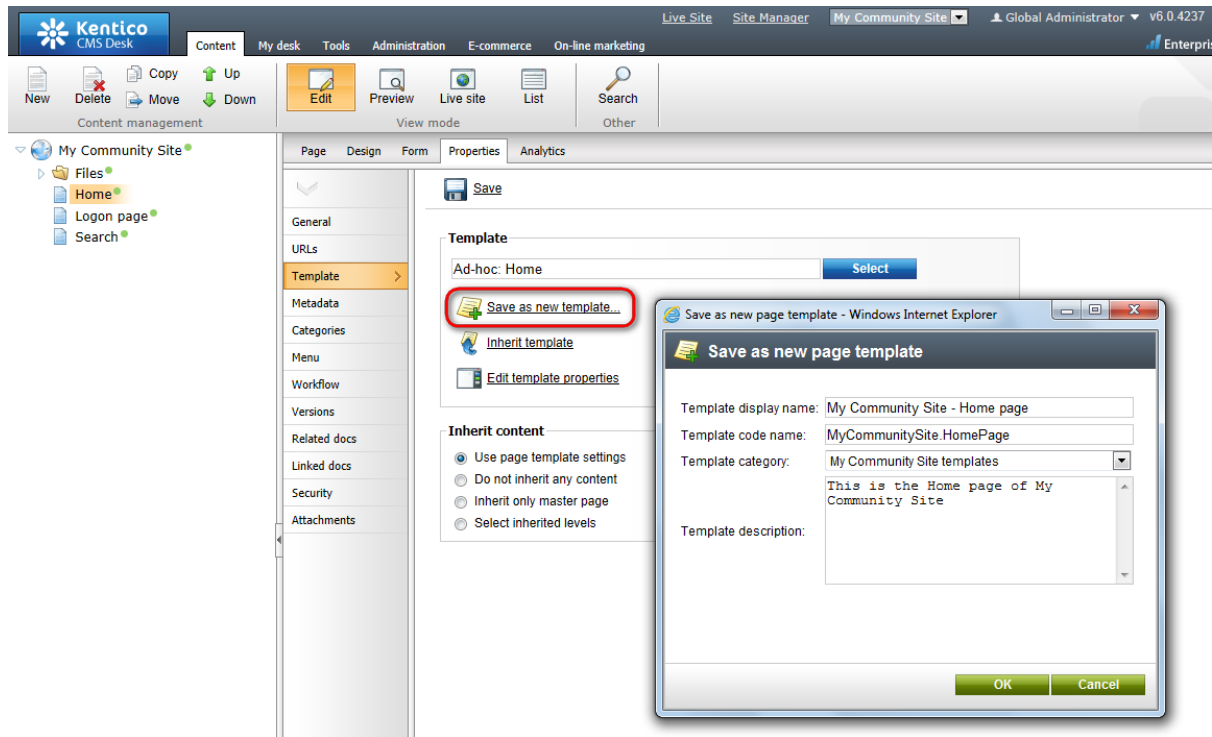 Live Site Site Manager My Community Site Global Administrator v6.0.4237
Kentico
CMS Desk
Content My desk Tools Administration E-commerce On-line marketing
Enterpri
Copy Up
New Delete Move Down Edit Preview Live site List Search
Content management View mode Other
My Community Site
Files
Home
Logon page
Search
Page Design Form Properties Analytics
Save
General
URLs
Template
Metadata
Categories
Menu
Workflow
Versions
Related docs
Linked docs
Security
Attachments
Template
Ad-hoc: Home Select
Save as new template...
Inherit template
Edit template properties
Inherit content
Use page template settings
Do not inherit any content
Inherit only master page
Select inherited levels
Save as new page template - Windows Internet Explorer
Save as new page template
Template display name: My Community Site - Home page
Template code name: MyCommunitySite.HomePage
Template category: My Community Site templates
Template description: This is the Home page of My
Community Site
OK Cancel